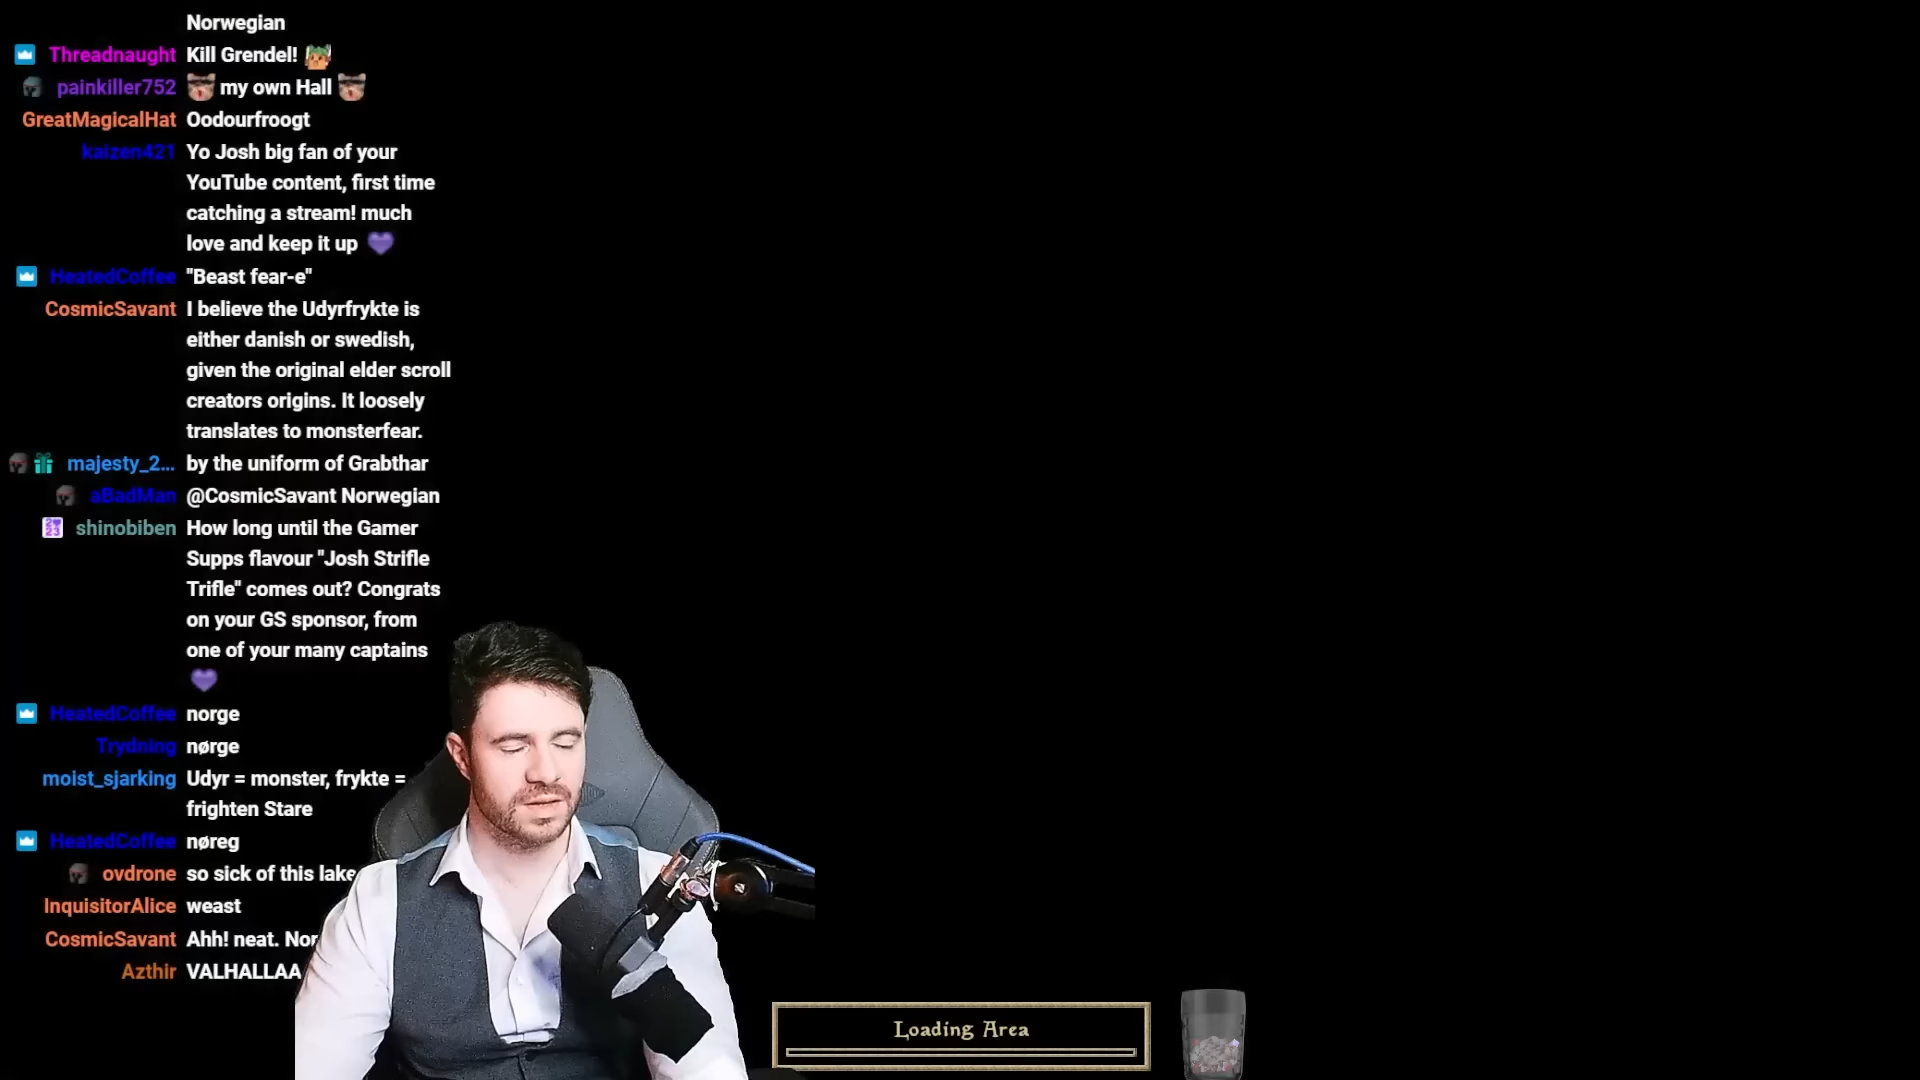 Norwegian
Threadnaught Kill Grendel!
painkiller752 my own Hall
GreatMagicalHat Oodourfroogt
kaizen421 Yo Josh big fan of your
YouTube content, first time
catching a stream! much
love and keep it up
HeatedCoffee "Beast fear-e"
CosmicSavant I believe the Udyrfrykte is
either danish or swedish,
given the original elder scroll
creators origins. It loosely
translates to monsterfear.
majesty_2... by the uniform of Grabthar
aBadMan @CosmicSavant Norwegian
shinobiben How long until the Gamer
Supps flavour "Josh Strifle
Trifle" comes out? Congrats
on your GS sponsor, from
one of your many captains
HeatedCoffee norge
Trydning nørge
moist_sjarking Udyr = monster, frykte =
frighten Stare
HeatedCoffee nøreg
ovdrone so sick of this lake
InquisitorAlice weast
CosmicSavant Ahh! neat. Nor
Azthir VALHALLAA
Loading Area